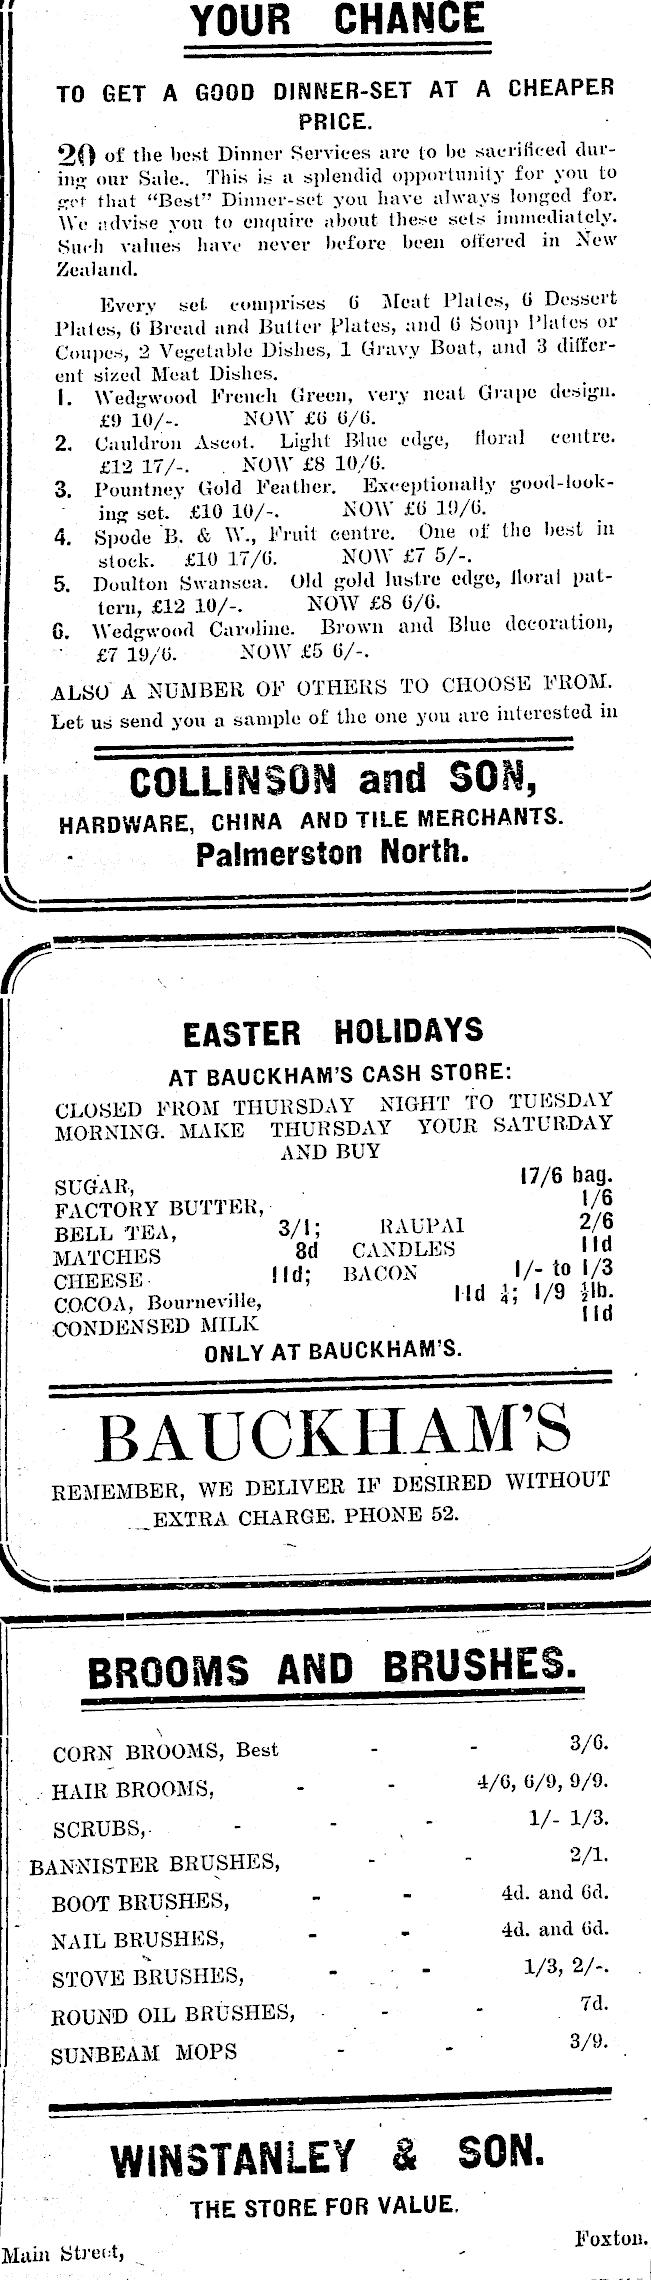 YOUR CHANCE
TO GET A GOOD DINNER-SET AT A CHEAPER
PRICE.
20 of the best Dinner Services are to be sacrificed dur-
ing our Sale.. This is a splendid opportunity for you to
get that "Best" Dinner-set you have always longed for.
We advise you to enquire about these sets immediately.
Such values have never before been offered in New
Zealand.
Every set comprises 6 Meat Plates, 6 Dessert
Plates, 6 Bread and Butter Plates, and 6 Soup Plates or
Coupes, 2 Vegetable Dishes, 1 Gravy Boat, and 3 differ-
ent sized Meat Dishes.
1. Wedgwood French Green, very neat Grape design.
£9 10/-. NOW £6 6/6.
2. Cauldron Ascot. Light Blue edge, floral centre.
£12 17/-. NOW £8 10/6.
3. Pountney Gold Feather. Exceptionally good-look-
ing set. £10 10/-. NOW £6 19/6.
4. Spode B. & W., Fruit centre. One of the best in
stock. £10 17/6. NOW £7 5/-.
5. Doulton Swansea. Old gold lustre edge, floral pat-
tern, £12 10/-. NOW £8 6/6.
6. Wedgwood Caroline. Brown and Blue decoration,
£7 19/6. NOW £5 6/-.
ALSO A NUMBER OF OTHERS TO CHOOSE FROM.
Let us send you a sample of the one you are interested in
COLLINSON and SON,
HARDWARE, CHINA AND TILE MERCHANTS.
Palmerston North.
EASTER HOLIDAYS
AT BAUCKHAM'S CASH STORE:
CLOSED FROM THURSDAY NIGHT TO TUESDAY
MORNING. MAKE THURSDAY YOUR SATURDAY
AND BUY
SUGAR, 17/6 bag.
FACTORY BUTTER, 1/6
BELL TEA, 3/1; RAUPAI 2/6
MATCHES 8d CANDLES 11d
CHEESE 11d; BACON 1/- to 1/3
COCOA, Bourneville, 11d ¼; 1/9 ½lb.
CONDENSED MILK 11d
ONLY AT BAUCKHAM'S.
BAUCKHAM'S
REMEMBER, WE DELIVER IF DESIRED WITHOUT
EXTRA CHARGE. PHONE 52.
BROOMS AND BRUSHES.
CORN BROOMS, Best - - 3/6.
HAIR BROOMS, - - 4/6, 6/9, 9/9.
SCRUBS, - - - 1/- 1/3.
BANNISTER BRUSHES, - - 2/1.
BOOT BRUSHES, - - 4d. and 6d.
NAIL BRUSHES, - - 4d. and 6d.
STOVE BRUSHES, - - 1/3, 2/-.
ROUND OIL BRUSHES, - - 7d.
SUNBEAM MOPS - - 3/9.
WINSTANLEY & SON.
THE STORE FOR VALUE.
Main Street, Foxton.